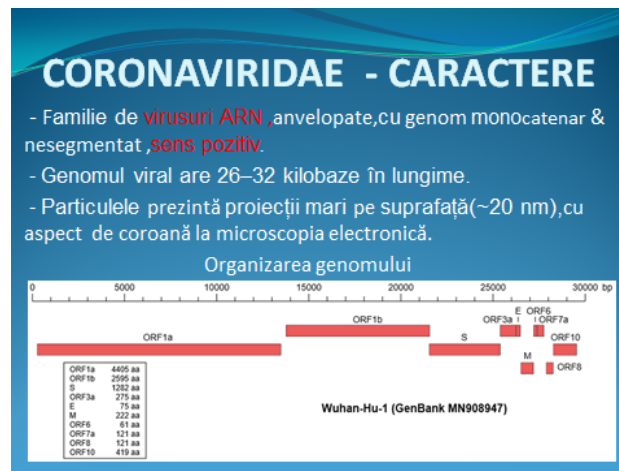 CORONAVIRIDAE - CARACTERE
- Familie de virusuri ARN ,anvelopate,cu genom monocatenar &
nesegmentat ,sens pozitiv.
- Genomul viral are 26–32 kilobaze în lungime.
- Particulele prezintă proiecții mari pe suprafață(~20 nm),cu
aspect de coroană la microscopia electronică.
Organizarea genomului
0 5000 10000 15000 20000 25000 30000 bp
E ORF6
ORF1b ORF3a ORF7a
ORF1a S ORF10
M ORF8
ORF1a 4405 aa
ORF1b 2595 aa
S 1282 aa
ORF3a 275 aa
E 75 aa
M 222 aa
ORF6 61 aa
ORF7a 121 aa
ORF8 121 aa
ORF10 419 aa
Wuhan-Hu-1 (GenBank MN908947)